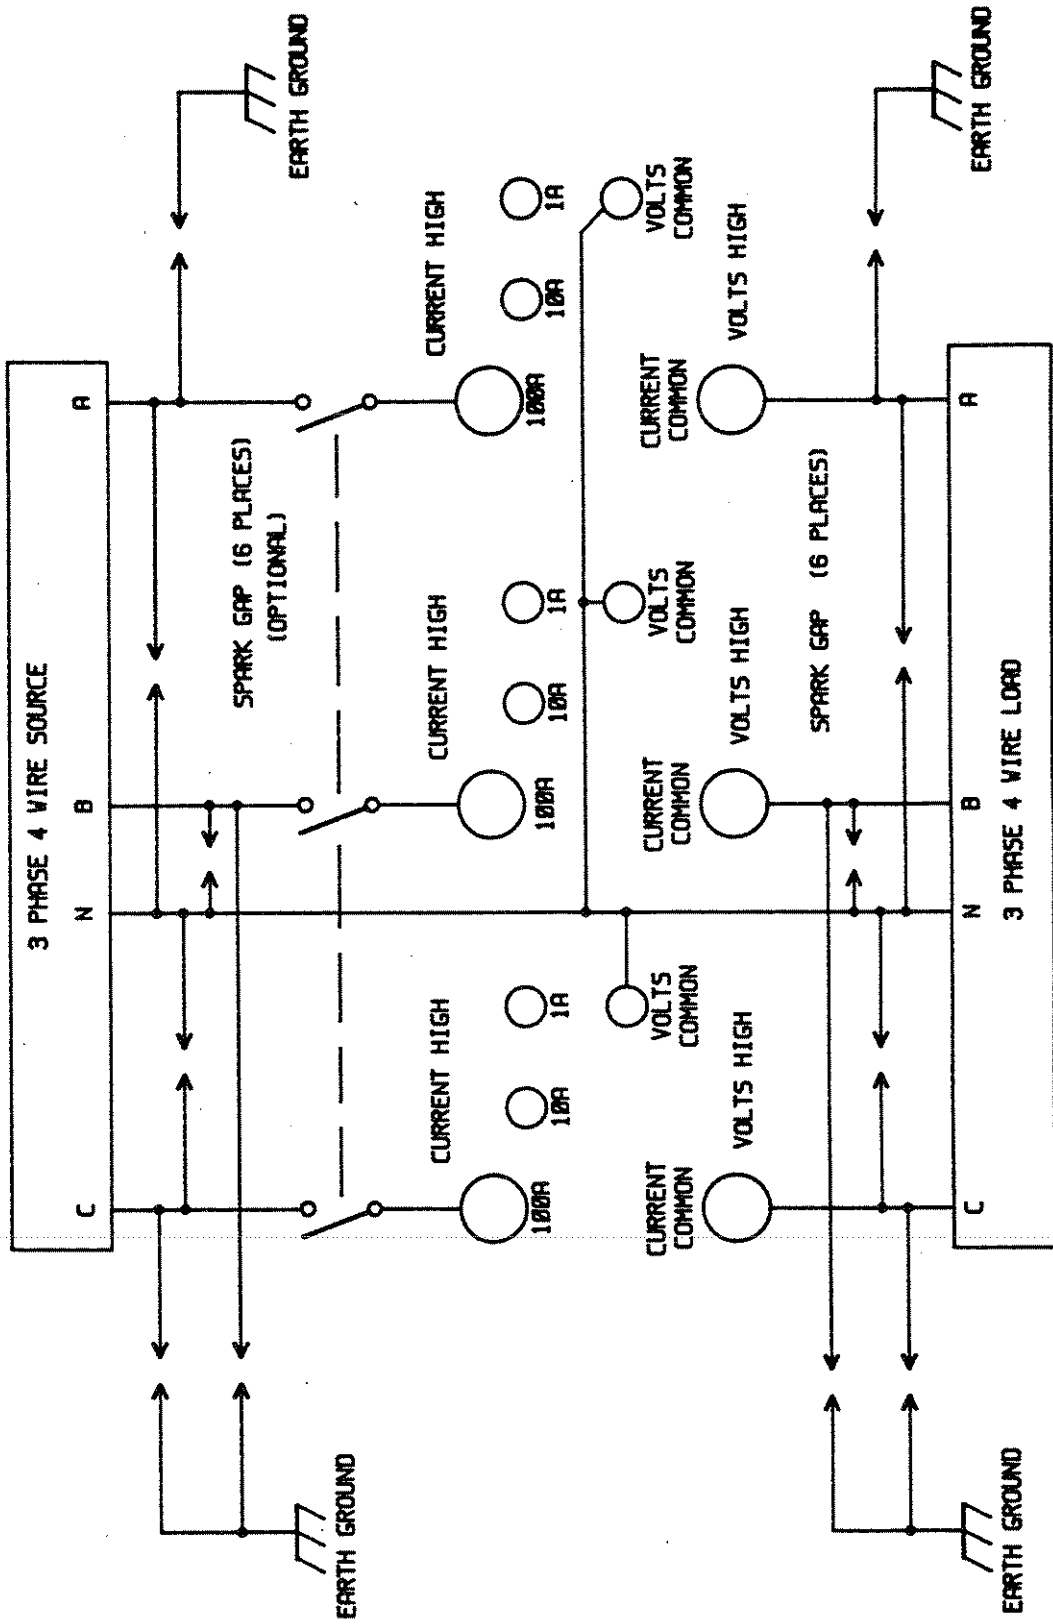 3 PHASE 4 WIRE SOURCE
C
N
B
A
SPARK GAP (6 PLACES)
(OPTIONAL)
EARTH GROUND
EARTH GROUND
CURRENT HIGH
CURRENT HIGH
CURRENT HIGH
100A
10A
1A
100A
10A
1A
100A
10A
1A
VOLTS
COMMON
VOLTS
COMMON
VOLTS
COMMON
CURRENT
COMMON
VOLTS HIGH
CURRENT
COMMON
VOLTS HIGH
CURRENT
COMMON
VOLTS HIGH
SPARK GAP (6 PLACES)
C
N
B
A
EARTH GROUND
3 PHASE 4 WIRE LOAD
EARTH GROUND